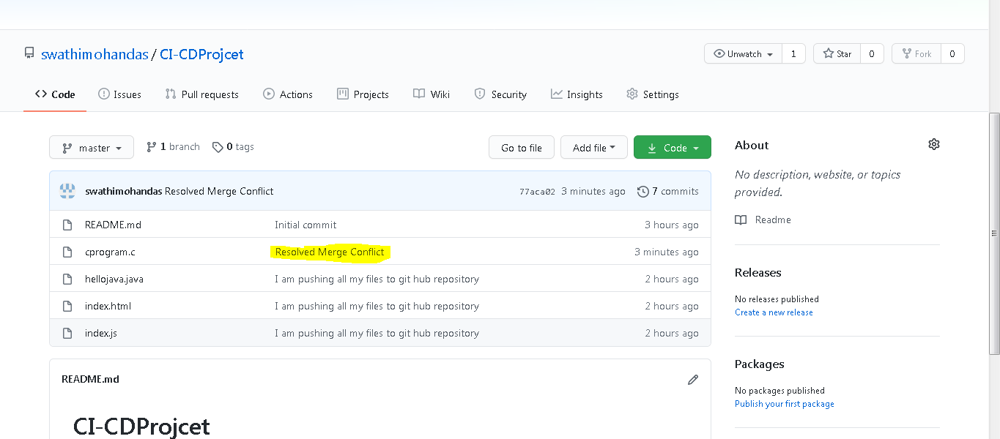 swathimohandas / CI-CDProjcet
Unwatch 1 Star 0 Fork 0
Code Issues Pull requests Actions Projects Wiki Security Insights Settings
master 1 branch 0 tags Go to file Add file Code
About
No description, website, or topics
provided.
Readme
swathimohandas Resolved Merge Conflict 77aca02 3 minutes ago 7 commits
README.md Initial commit 3 hours ago
cprogram.c Resolved Merge Conflict 3 minutes ago
hellojava.java I am pushing all my files to git hub repository 2 hours ago
index.html I am pushing all my files to git hub repository 2 hours ago
index.js I am pushing all my files to git hub repository 2 hours ago
Releases
No releases published
Create a new release
Packages
No packages published
Publish your first package
README.md
CI-CDProjcet